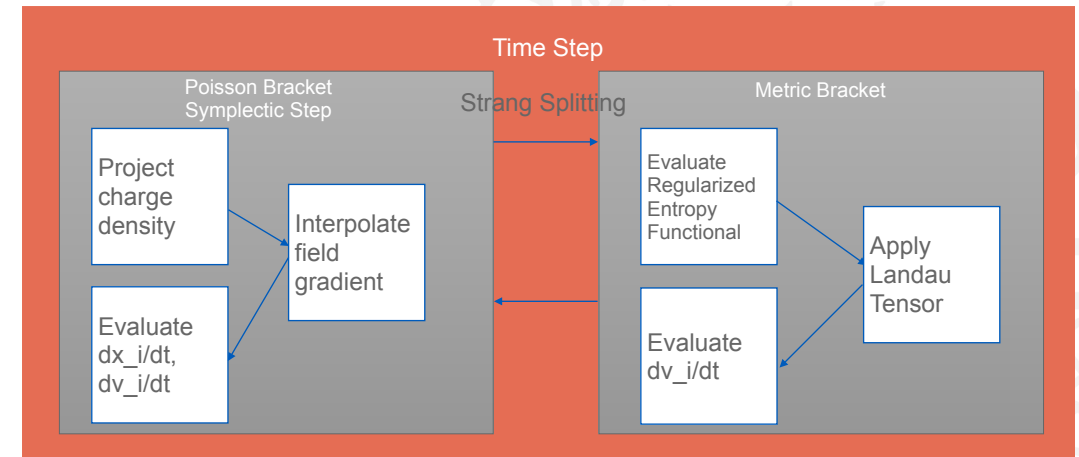 Time Step
Poisson Bracket
Symplectic Step
Strang Splitting
Metric Bracket
Project
charge
density
Interpolate
field
gradient
Evaluate
dx_i/dt,
dv_i/dt
Evaluate
Regularized
Entropy
Functional
Apply
Landau
Tensor
Evaluate
dv_i/dt